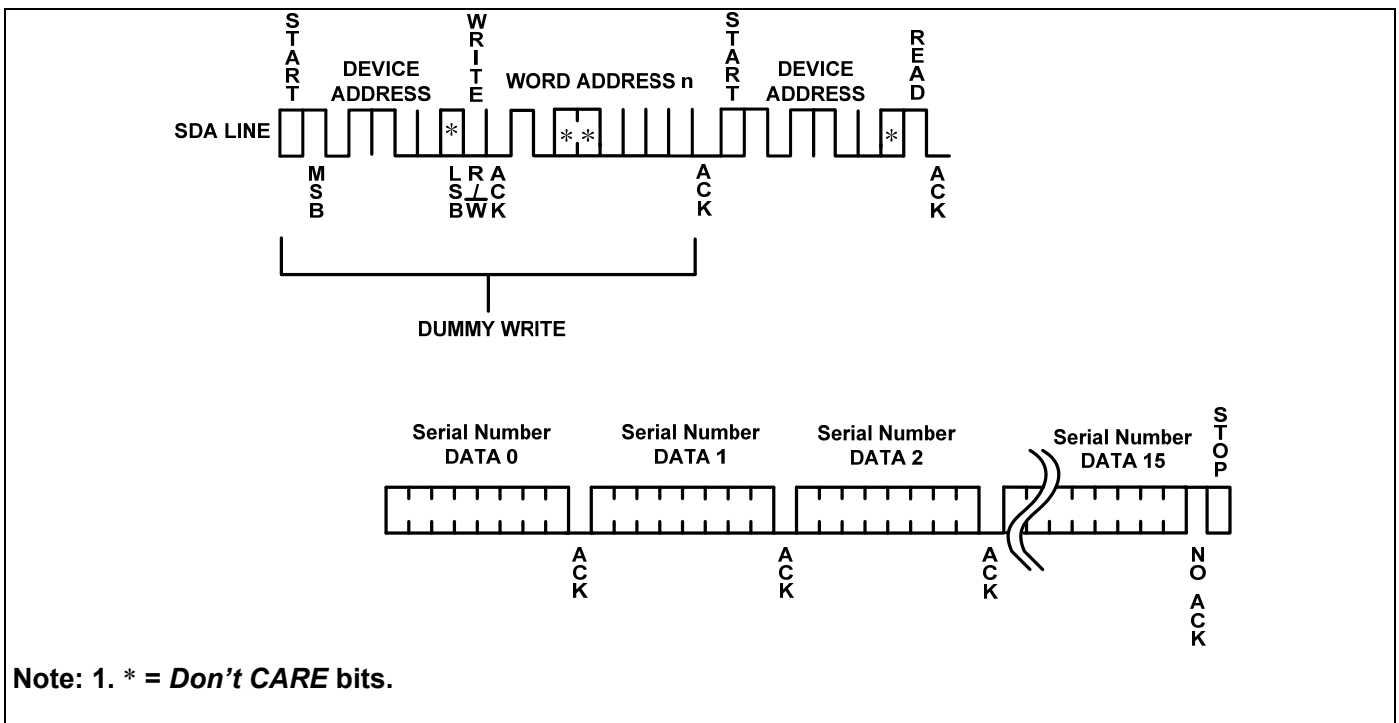 START
WRITE
START
READ
DEVICE
ADDRESS
WORD ADDRESS n
DEVICE
ADDRESS
SDA LINE
*
* *
*
MSB
LSB
R/W
ACK
ACK
ACK
DUMMY WRITE
Serial Number
DATA 0
Serial Number
DATA 1
Serial Number
DATA 2
Serial Number
DATA 15
STOP
ACK
ACK
ACK
NO ACK
Note: 1. * = Don't CARE bits.